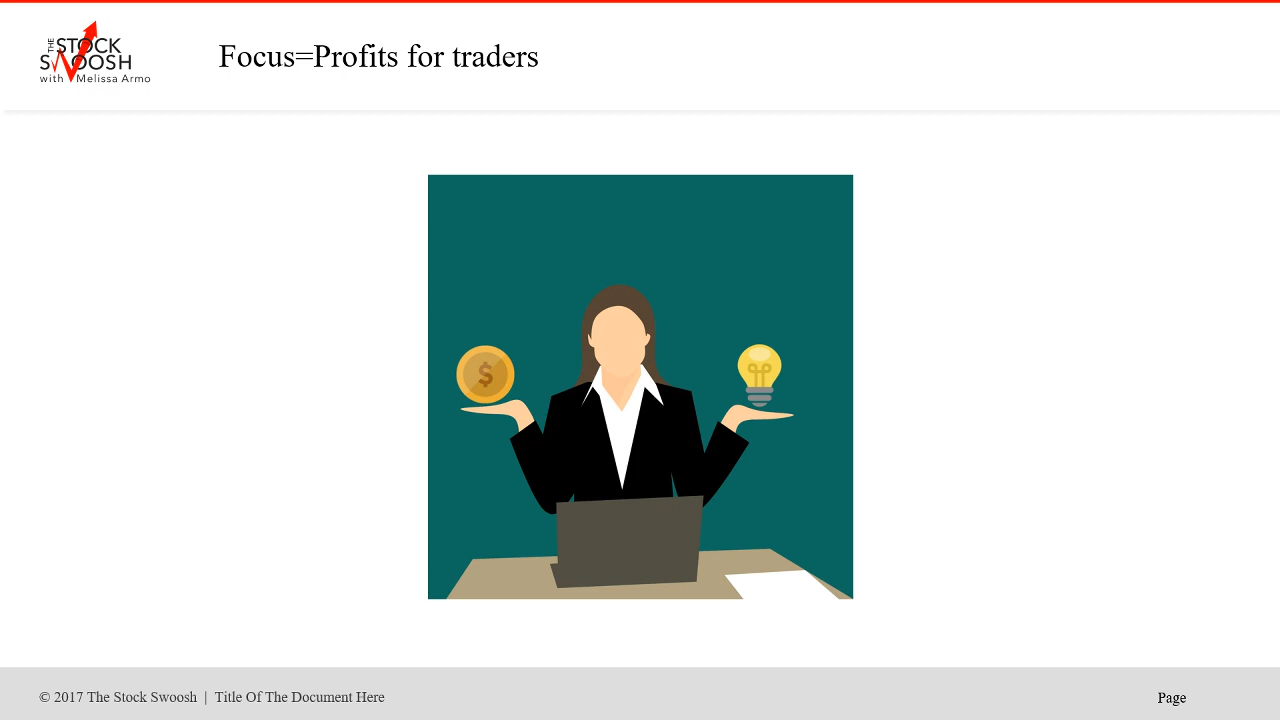 THE STOCK
SWOOSH
with Melissa Armo
Focus=Profits for traders
$
© 2017 The Stock Swoosh | Title Of The Document Here
Page